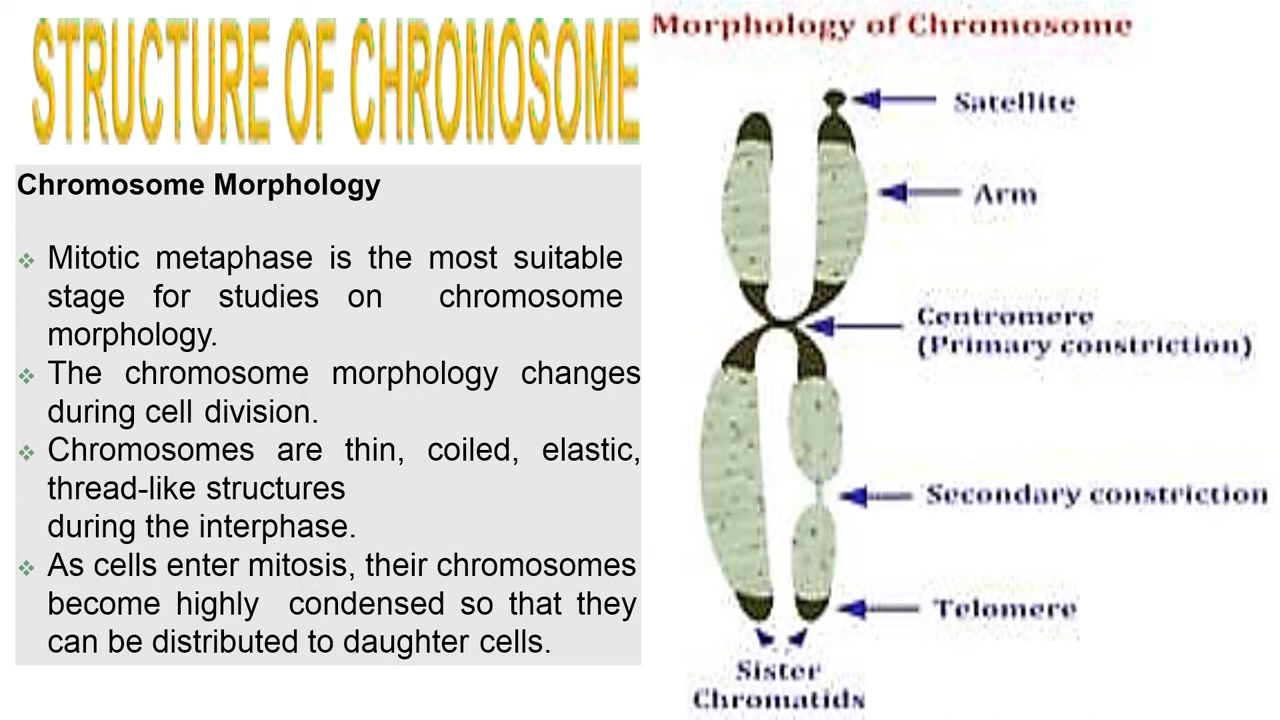 STRUCTURE OF CHROMOSOME
Chromosome Morphology
Mitotic metaphase is the most suitable
stage for studies on chromosome
morphology.
The chromosome morphology changes
during cell division.
Chromosomes are thin, coiled, elastic,
thread-like structures
during the interphase.
As cells enter mitosis, their chromosomes
become highly condensed so that they
can be distributed to daughter cells.
Morphology of Chromosome
Satellite
Arm
Centromere
(Primary constriction)
Secondary constriction
Telomere
Sister
Chromatids